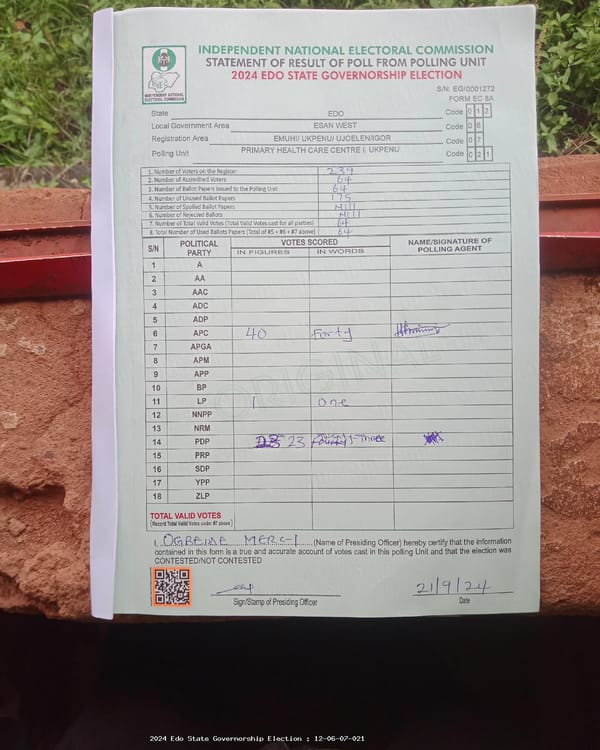 INDEPENDENT NATIONAL ELECTORAL COMMISSION
STATEMENT OF RESULT OF POLL FROM POLLING UNIT
2024 EDO STATE GOVERNORSHIP ELECTION
INDEPENDENT NATIONAL
ELECTORAL COMMISSION
S/N: EG/0001272
FORM EC 8A
State EDO Code 0 1 2
Local Government Area ESAN WEST Code 0 6
Registration Area EMUHI/ UKPENU/ UJOELEN/IGOR Code 0 7
Polling Unit PRIMARY HEALTH CARE CENTRE I, UKPENU Code 0 2 1
1. Number of Voters on the Register 239
2. Number of Accredited Voters 64
3. Number of Ballot Papers Issued to the Polling Unit 64
4. Number of Unused Ballot Papers 175
5. Number of Spoiled Ballot Papers Nill
6. Number of Rejected Ballots Nill
7. Number of Total Valid Votes (Total Valid Votes cast for all parties) 64
8. Total Number of Used Ballots Papers (Total of #5 + #6 + #7 above) 64
S/N POLITICAL PARTY VOTES SCORED NAME/SIGNATURE OF POLLING AGENT
IN FIGURES IN WORDS
1 A
2 AA
3 AAC
4 ADC
5 ADP
6 APC 40 Forty
7 APGA
8 APM
9 APP
10 BP
11 LP 1 One
12 NNPP
13 NRM
14 PDP 23 Three
15 PRP
16 SDP
17 YPP
18 ZLP
ORIGINAL
TOTAL VALID VOTES
(Record Total Valid Votes under #7 above)
I, OGBEIDE MERC-I (Name of Presiding Officer) hereby certify that the information
contained in this form is a true and accurate account of votes cast in this polling Unit and that the election was
CONTESTED/NOT CONTESTED
21/9/24
Sign/Stamp of Presiding Officer Date
2024 Edo State Governorship Election : 12-06-07-021